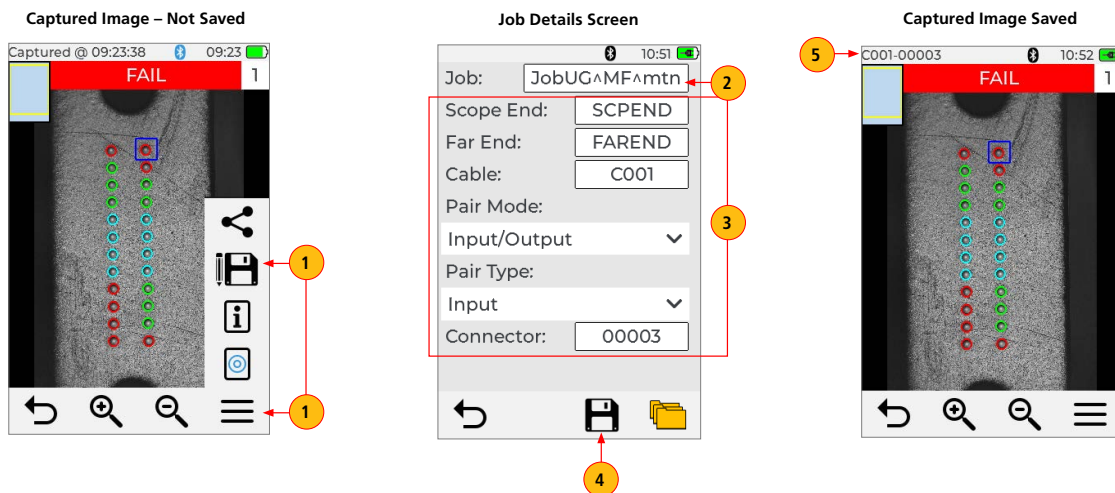 Captured Image – Not Saved
Captured @ 09:23:38 09:23
FAIL 1
i
1
1
Job Details Screen
10:51
Job: JobUG^MF^mtn
2
Scope End: SCPEND
Far End: FAREND
Cable: C001
Pair Mode:
3
Input/Output
Pair Type:
Input
Connector: 00003
4
Captured Image Saved
5
C001-00003 10:52
FAIL 1